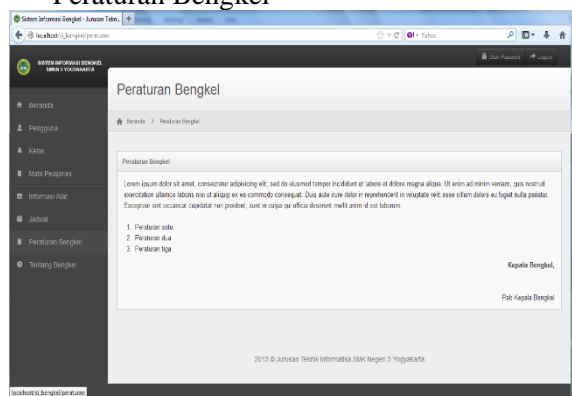 Peraturan Bengkel
Sistem Informasi Bengkel - Jurusan Tekn..
localhost/si_bengkel/peraturan
Yahoo
SISTEM INFORMASI BENGKEL
SMKN 3 YOGYAKARTA
Ubah Password
Logout
Peraturan Bengkel
Beranda
Pengguna
Kelas
Mata Pelajaran
Informasi Alat
Jadwal
Peraturan Bengkel
Tentang Bengkel
Beranda > Peraturan Bengkel
Peraturan Bengkel
Lorem ipsum dolor sit amet, consectetur adipisicing elit, sed do eiusmod tempor incididunt ut labore et dolore magna aliqua. Ut enim ad minim veniam, quis nostrud
exercitation ullamco laboris nisi ut aliquip ex ea commodo consequat. Duis aute irure dolor in reprehenderit in voluptate velit esse cillum dolore eu fugiat nulla pariatur.
Excepteur sint occaecat cupidatat non proident, sunt in culpa qui officia deserunt mollit anim id est laborum.
1. Peraturan satu
2. Peraturan dua
3. Peraturan tiga
Kepala Bengkel,
Pak Kepala Bengkel
2013 © Jurusan Teknik Informatika SMK Negeri 3 Yogyakarta
localhost/si_bengkel/peraturan